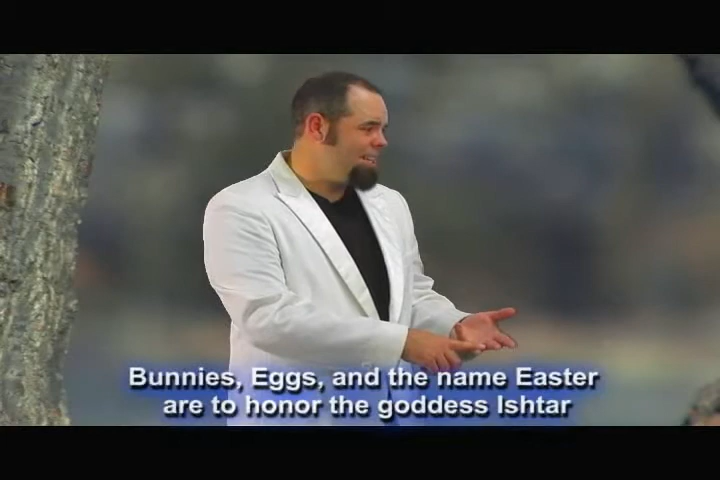 Bunnies, Eggs, and the name Easter
are to honor the goddess Ishtar